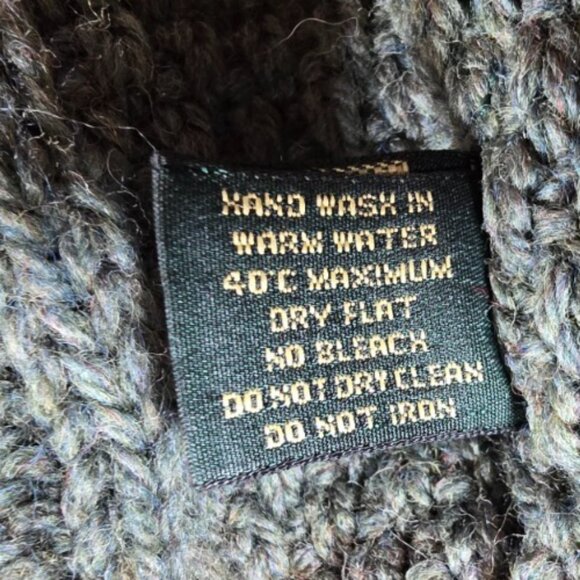 HAND WASH IN
WARM WATER
40°C MAXIMUM
DRY FLAT
NO BLEACH
DO NOT DRY CLEAN
DO NOT IRON